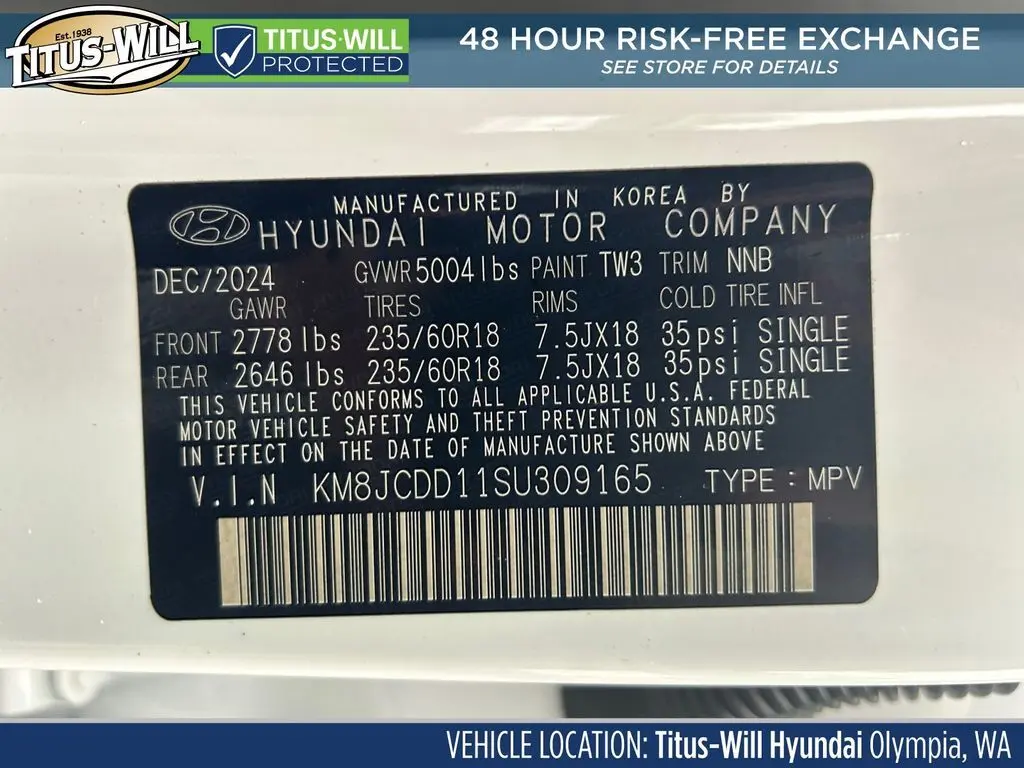 Est.1938
TITUS-WILL
TITUS-WILL
PROTECTED
48 HOUR RISK-FREE EXCHANGE
SEE STORE FOR DETAILS
MANUFACTURED IN KOREA BY
HYUNDAI MOTOR COMPANY
DEC/2024 GVWR 5004lbs PAINT TW3 TRIM NNB
GAWR TIRES RIMS COLD TIRE INFL
FRONT 2778 lbs 235/60R18 7.5JX18 35psi SINGLE
REAR 2646 lbs 235/60R18 7.5JX18 35psi SINGLE
THIS VEHICLE CONFORMS TO ALL APPLICABLE U.S.A. FEDERAL
MOTOR VEHICLE SAFETY AND THEFT PREVENTION STANDARDS
IN EFFECT ON THE DATE OF MANUFACTURE SHOWN ABOVE
V.I.N KM8JCDD11SU309165 TYPE : MPV
VEHICLE LOCATION: Titus-Will Hyundai Olympia, WA